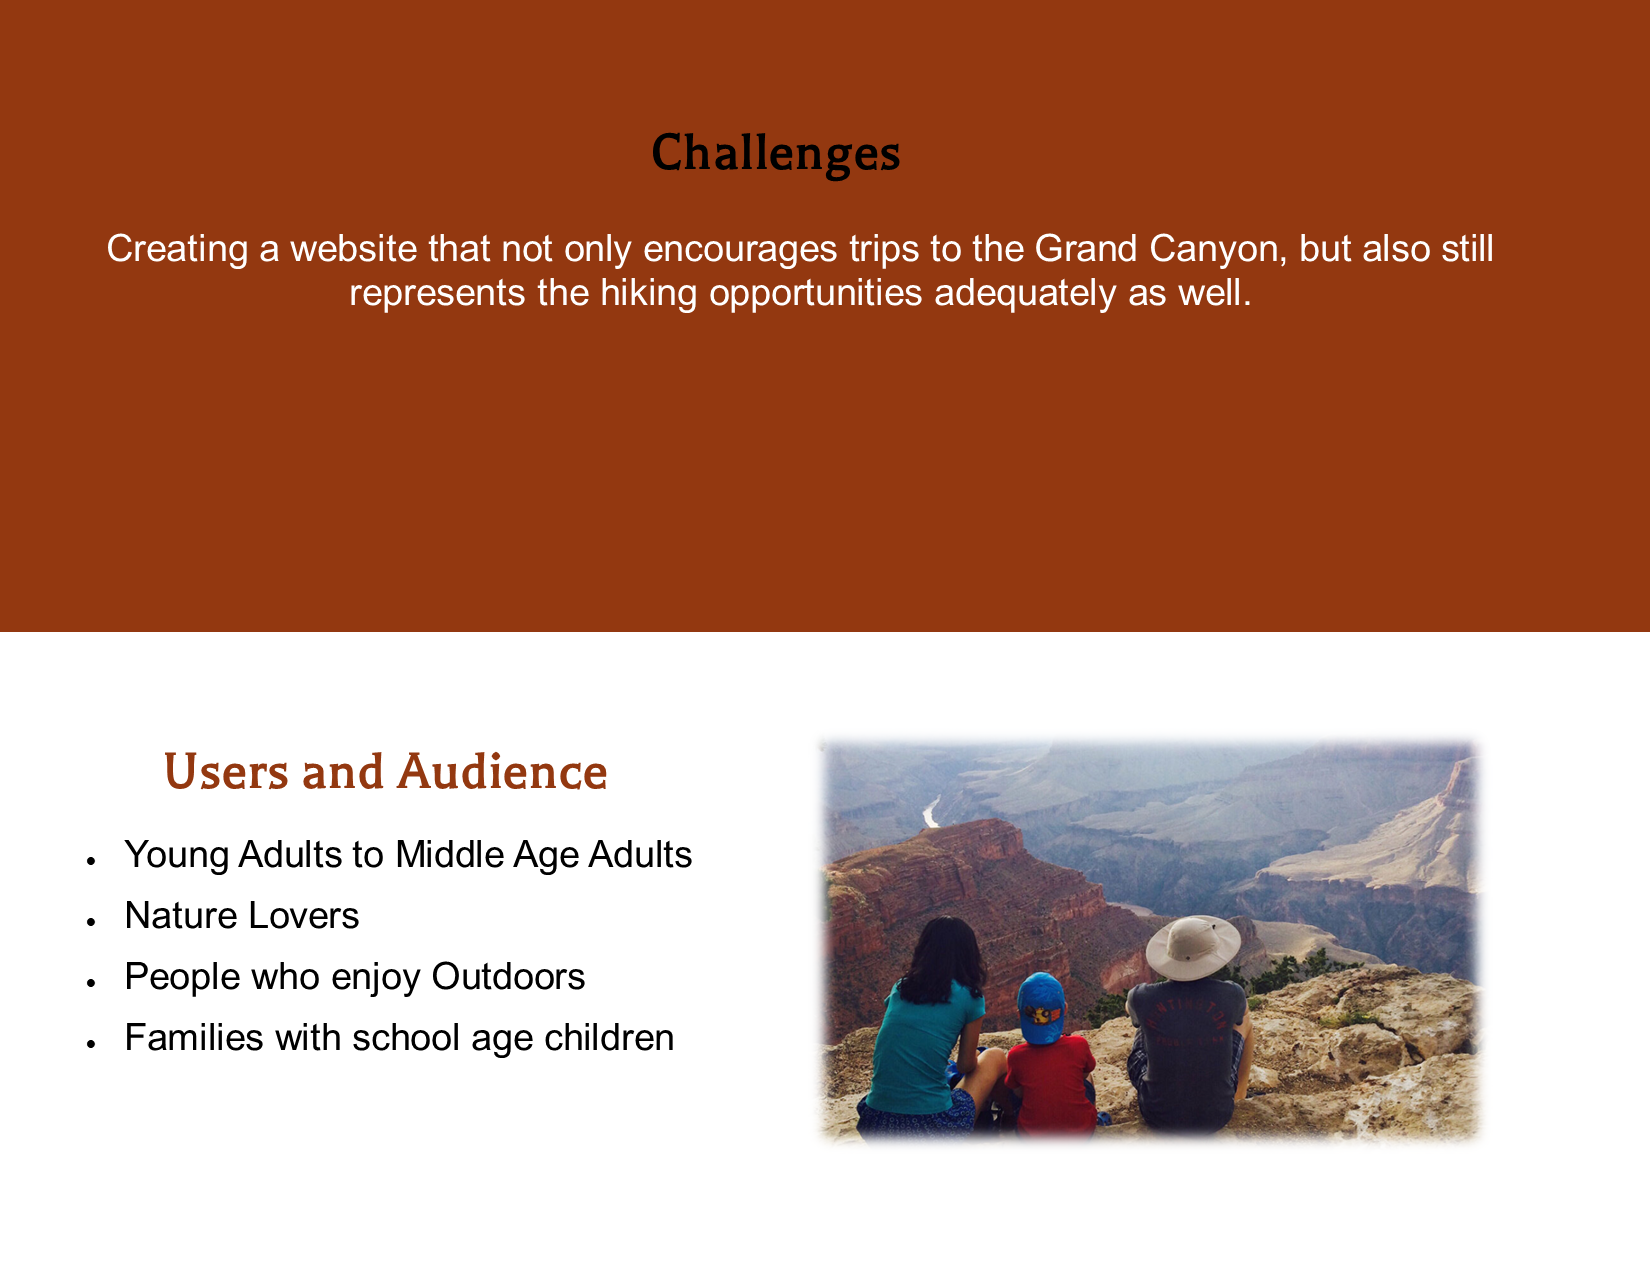 Challenges
Creating a website that not only encourages trips to the Grand Canyon, but also still
represents the hiking opportunities adequately as well.
Users and Audience
• Young Adults to Middle Age Adults
• Nature Lovers
• People who enjoy Outdoors
• Families with school age children